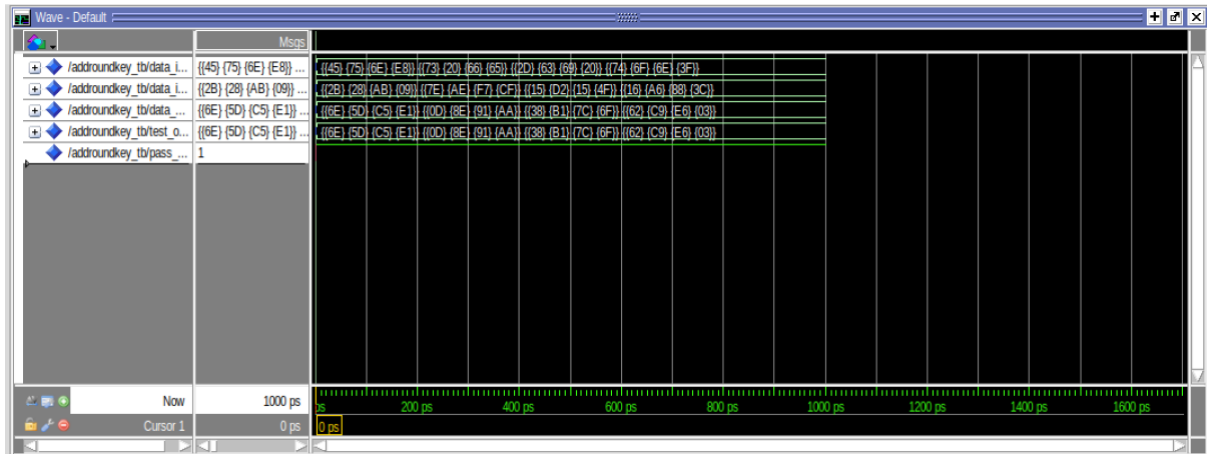 Wave - Default
Msgs
/addroundkey_tb/data_i... {{45} {75} {6E} {E8}} ... {{45} {75} {6E} {E8}} {{73} {20} {66} {65}} {{2D} {63} {69} {20}} {{74} {6F} {6E} {3F}}
/addroundkey_tb/data_i... {{2B} {28} {AB} {09}} ... {{2B} {28} {AB} {09}} {{7E} {AE} {F7} {CF}} {{15} {D2} {15} {4F}} {{16} {A6} {88} {3C}}
/addroundkey_tb/data_... {{6E} {5D} {C5} {E1}} ... {{6E} {5D} {C5} {E1}} {{0D} {8E} {91} {AA}} {{38} {B1} {7C} {6F}} {{62} {C9} {E6} {03}}
/addroundkey_tb/test_o... {{6E} {5D} {C5} {E1}} ... {{6E} {5D} {C5} {E1}} {{0D} {8E} {91} {AA}} {{38} {B1} {7C} {6F}} {{62} {C9} {E6} {03}}
/addroundkey_tb/pass_... 1
Now 1000 ps ps 200 ps 400 ps 600 ps 800 ps 1000 ps 1200 ps 1400 ps 1600 ps
Cursor 1 0 ps 0 ps